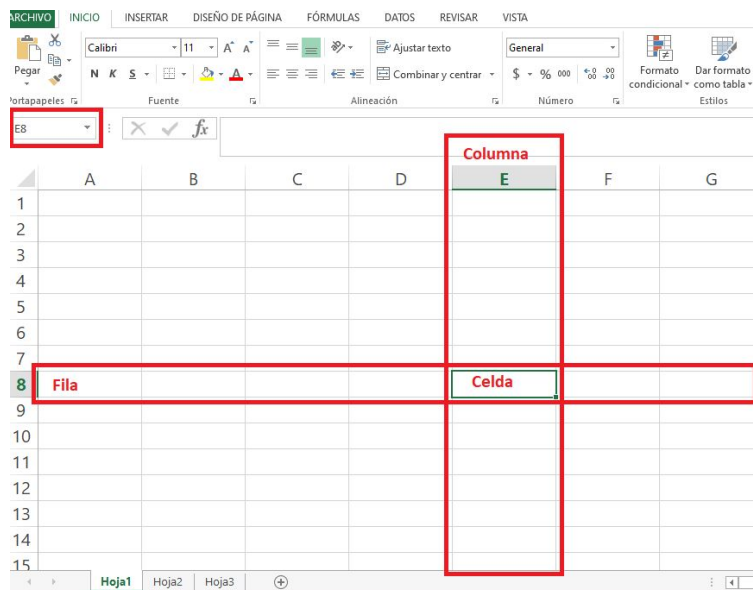 ARCHIVO INICIO INSERTAR DISEÑO DE PÁGINA FÓRMULAS DATOS REVISAR VISTA
Calibri 11 A A Ajustar texto General
Pegar N K S A Combinar y centrar $ % 000 Formato condicional Dar formato como tabla
Portapapeles Fuente Alineación Número Estilos
E8 fx
Columna
A B C D E F G
1
2
3
4
5
6
7
8 Fila Celda
9
10
11
12
13
14
15
Hoja1 Hoja2 Hoja3